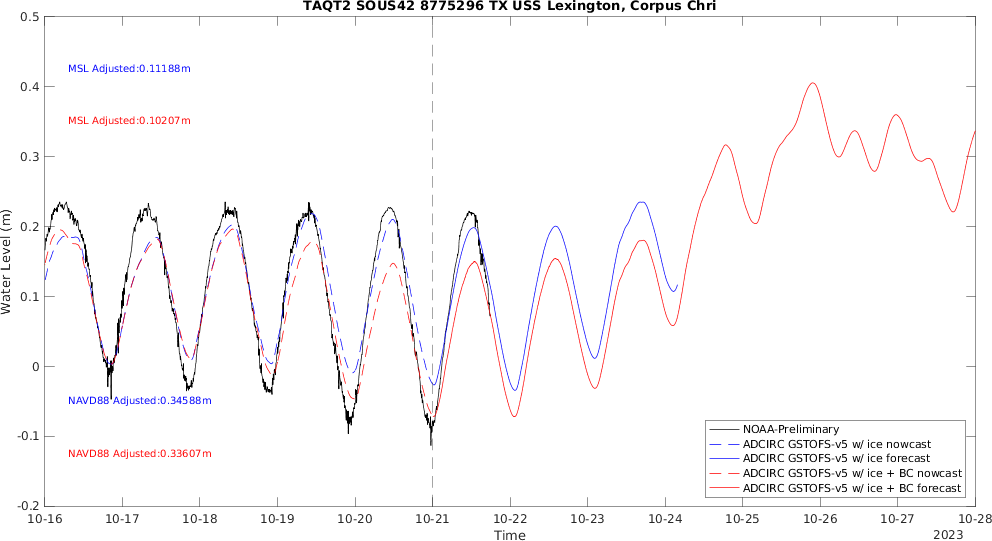 TAQT2 SOUS42 8775296 TX USS Lexington, Corpus Chri
0.5
0.4
0.3
0.2
0.1
0
-0.1
-0.2
Water Level (m)
MSL Adjusted:0.11188m
MSL Adjusted:0.10207m
NAVD88 Adjusted:0.34588m
NAVD88 Adjusted:0.33607m
NOAA-Preliminary
ADCIRC GSTOFS-v5 w/ ice nowcast
ADCIRC GSTOFS-v5 w/ ice forecast
ADCIRC GSTOFS-v5 w/ ice + BC nowcast
ADCIRC GSTOFS-v5 w/ ice + BC forecast
10-16 10-17 10-18 10-19 10-20 10-21 10-22 10-23 10-24 10-25 10-26 10-27 10-28
Time
2023